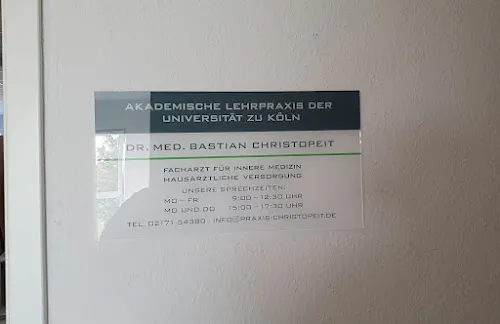 AKADEMISCHE LEHRPRAXIS DER
UNIVERSITÄT ZU KÖLN
DR. MED. BASTIAN CHRISTOPEIT
FACHARZT FÜR INNERE MEDIZIN
HAUSÄRZTLICHE VERSORGUNG
UNSERE SPRECHZEITEN:
MO – FR 9:00 - 12:30 UHR
MO UND DO 15:00 - 17:30 UHR
TEL. 02171 54380 · INFO@PRAXIS-CHRISTOPEIT.DE